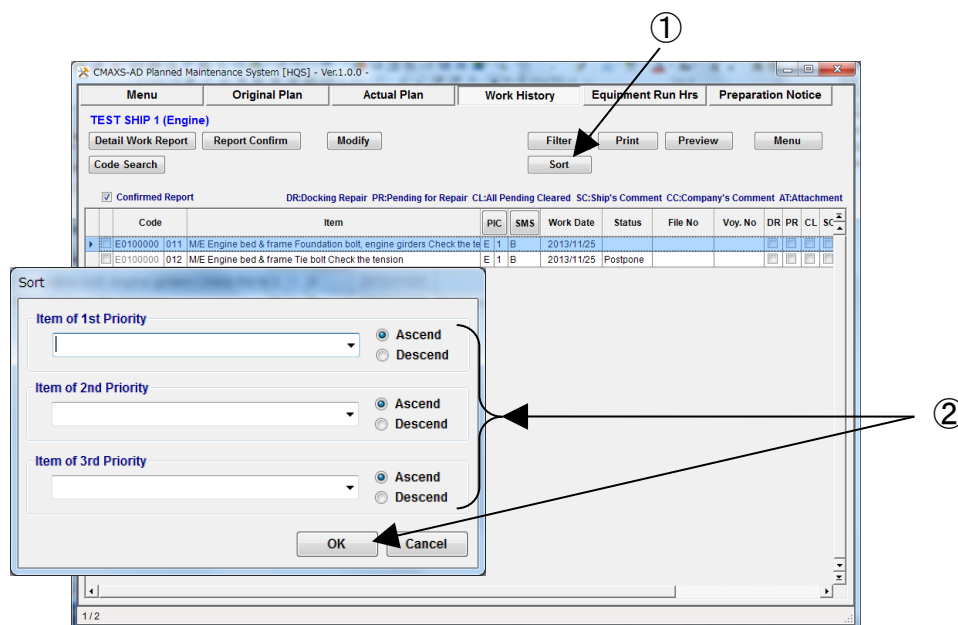 ①
CMAXS-AD Planned Maintenance System [HQS] - Ver.1.0.0 -
Menu Original Plan Actual Plan Work History Equipment Run Hrs Preparation Notice
TEST SHIP 1 (Engine)
Detail Work Report Report Confirm Modify Filter Print Preview Menu
Code Search Sort
Confirmed Report DR:Docking Repair PR:Pending for Repair CL:All Pending Cleared SC:Ship's Comment CC:Company's Comment AT:Attachment
Code Item PIC SMS Work Date Status File No Voy. No DR PR CL SC
E0100000 011 M/E Engine bed & frame Foundation bolt, engine girders Check the te E 1 B 2013/11/25
E0100000 012 M/E Engine bed & frame Tie bolt Check the tension E 1 B 2013/11/25 Postpone
Sort
Item of 1st Priority
Ascend
Descend
Item of 2nd Priority
Ascend
Descend
②
Item of 3rd Priority
Ascend
Descend
OK Cancel
1 / 2